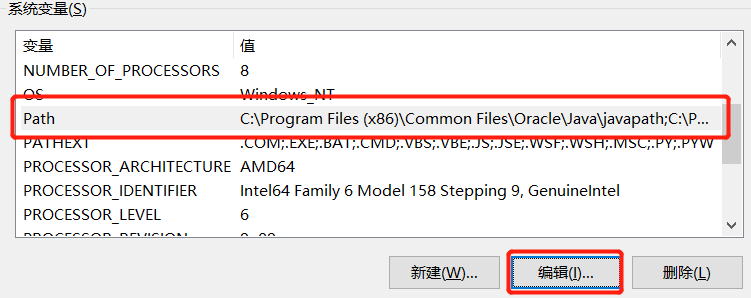 系统变量(S)
变量 值
NUMBER_OF_PROCESSORS 8
OS Windows_NT
Path C:\Program Files (x86)\Common Files\Oracle\Java\javapath;C:\P...
PATHEXT .COM;.EXE;.BAT;.CMD;.VBS;.VBE;.JS;.JSE;.WSF;.WSH;.MSC;.PY;.PYW
PROCESSOR_ARCHITECTURE AMD64
PROCESSOR_IDENTIFIER Intel64 Family 6 Model 158 Stepping 9, GenuineIntel
PROCESSOR_LEVEL 6
PROCESSOR_REVISION
新建(W)... 编辑(I)... 删除(L)